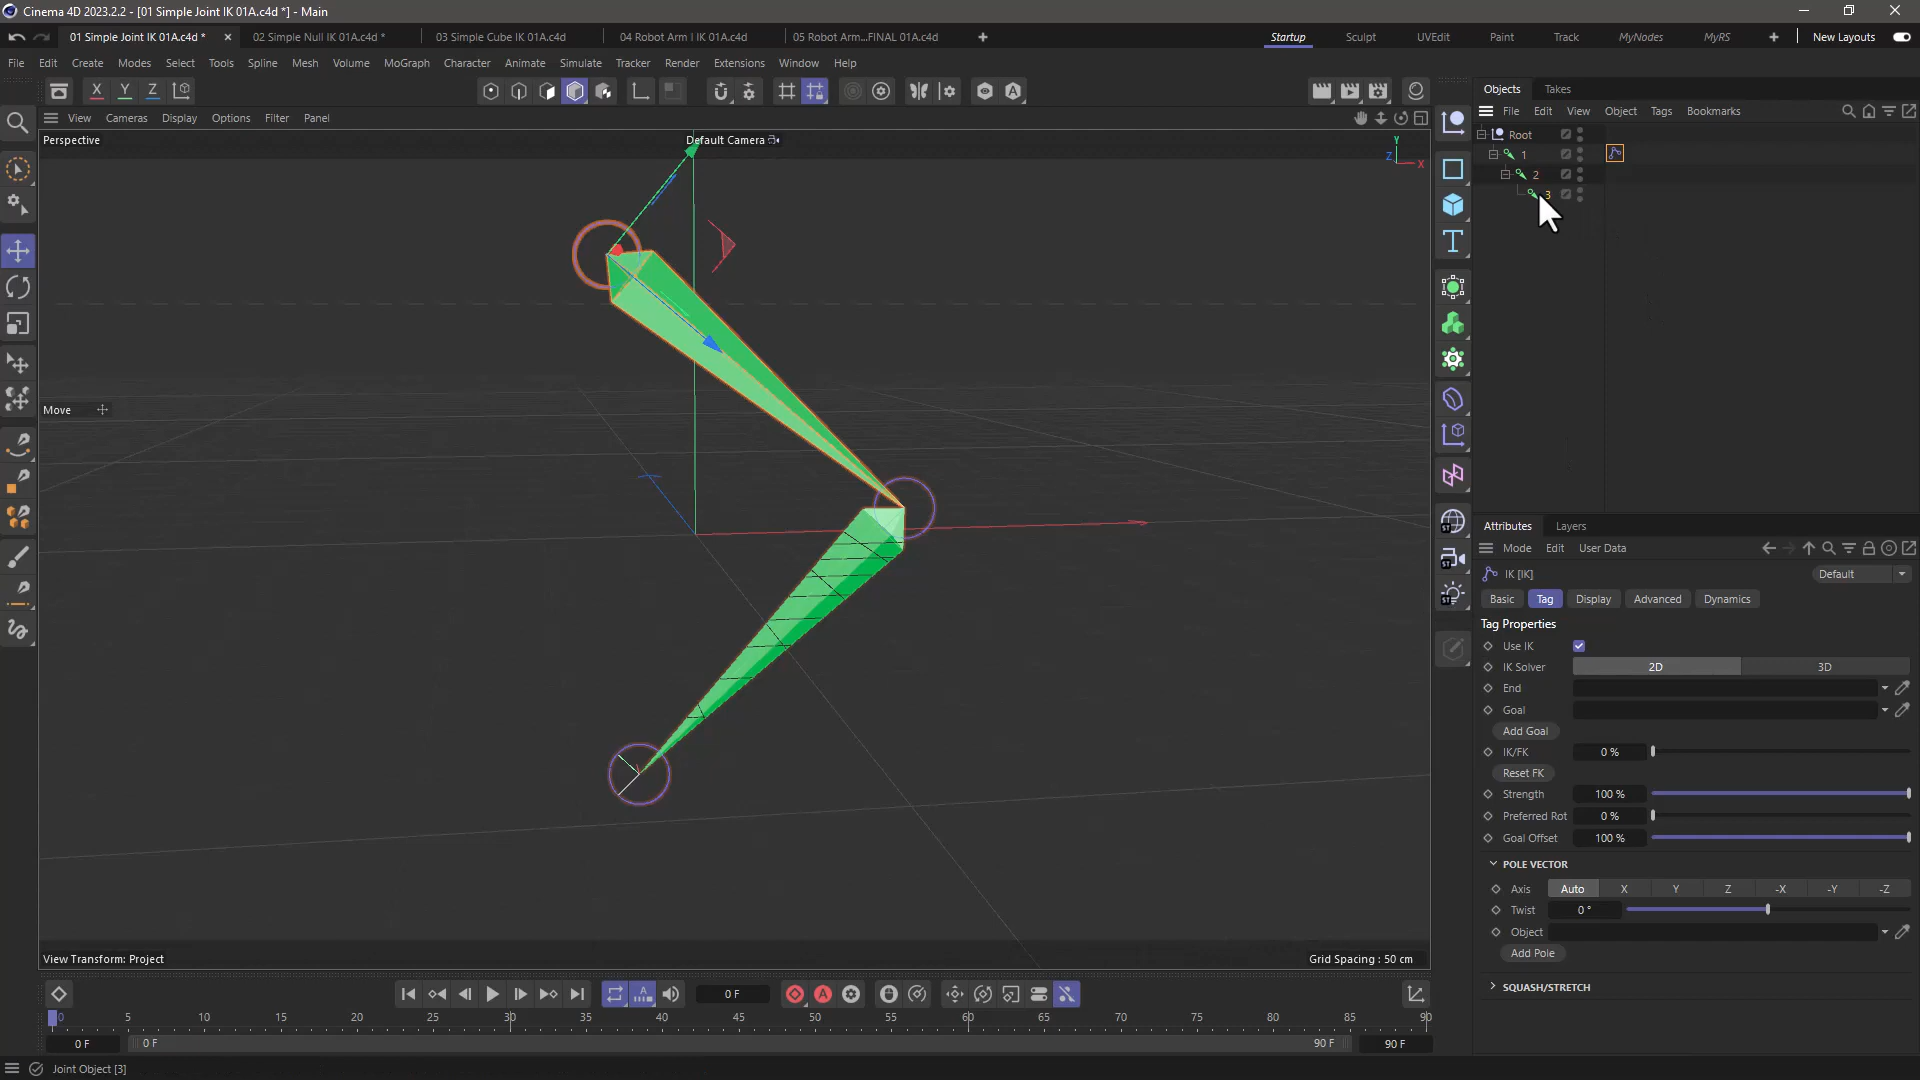 Cinema 4D 2023.2.2 - [01 Simple Joint IK 01A.c4d *] - Main
01 Simple Joint IK 01A.c4d *
02 Simple Null IK 01A.c4d *
03 Simple Cube IK 01A.c4d
04 Robot Arm I IK 01A.c4d
05 Robot Arm...FINAL 01A.c4d
Startup
Sculpt
UVEdit
Paint
Track
MyNodes
MyRS
New Layouts
File Edit Create Modes Select Tools Spline Mesh Volume MoGraph Character Animate Simulate Tracker Render Extensions Window Help
X Y Z
View Cameras Display Options Filter Panel
Perspective
Default Camera
Y
Z
X
Move
View Transform: Project
Grid Spacing : 50 cm
Objects Takes
File Edit View Object Tags Bookmarks
Root
1
2
3
Attributes Layers
Mode Edit User Data
IK [IK]
Default
Basic Tag Display Advanced Dynamics
Tag Properties
Use IK
IK Solver 2D 3D
End
Goal
Add Goal
IK/FK 0 %
Reset FK
Strength 100 %
Preferred Rot 0 %
Goal Offset 100 %
POLE VECTOR
Axis Auto X Y Z -X -Y -Z
Twist 0 °
Object
Add Pole
SQUASH/STRETCH
ST
ST
ST
A
0 F
0 5 10 15 20 25 30 35 40 45 50 55 60 65 70 75 80 85 90
0 F
0 F
90 F
90 F
Joint Object [3]